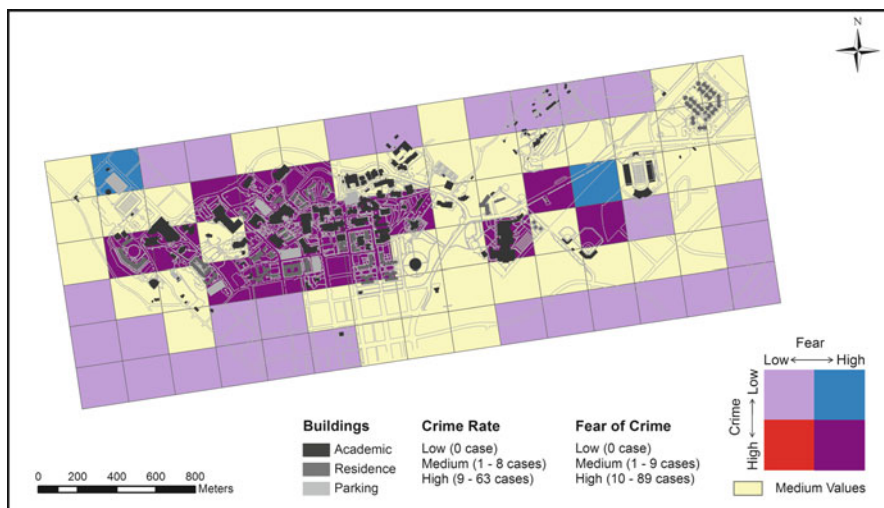 N
Fear
Low High
Crime
Low
High
Medium Values
Buildings
Academic
Residence
Parking
Crime Rate
Low (0 case)
Medium (1 - 8 cases)
High (9 - 63 cases)
Fear of Crime
Low (0 case)
Medium (1 - 9 cases)
High (10 - 89 cases)
0 200 400 600 800
Meters